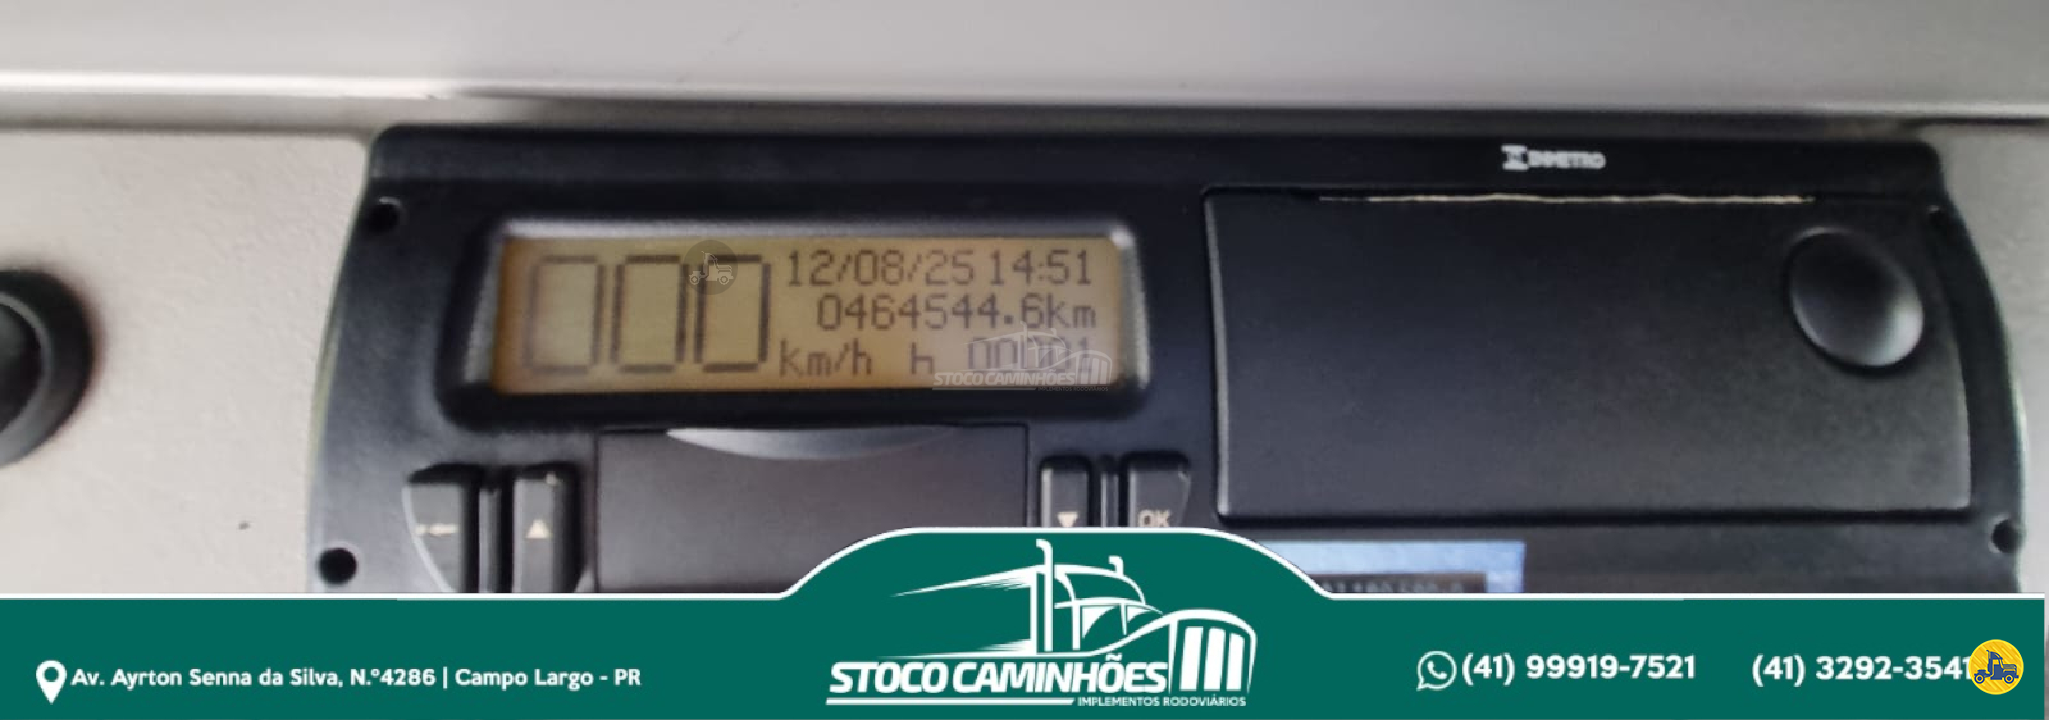 INMETRO
000
12/08/25 14:51
0464544.6km
km/h h
STOCO CAMINHÕES
OK
Av. Ayrton Senna da Silva, N.º4286 | Campo Largo - PR
STOCO CAMINHÕES
IMPLEMENTOS RODOVIÁRIOS
(41) 99919-7521
(41) 3292-3541